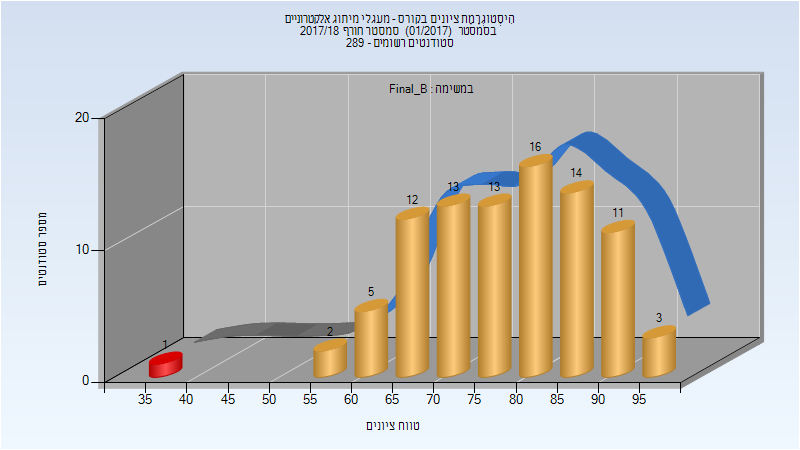 היסטוגרמת ציונים בקורס - מעגלי מיתוג אלקטרוניים
בסמסטר (01/2017) סמסטר חורף 2017/18
סטודנטים רשומים - 289
במשימה : Final_B
20
10
0
מספר סטודנטים
1
2
5
12
13
13
16
14
11
3
35 40 45 50 55 60 65 70 75 80 85 90 95
טווח ציונים